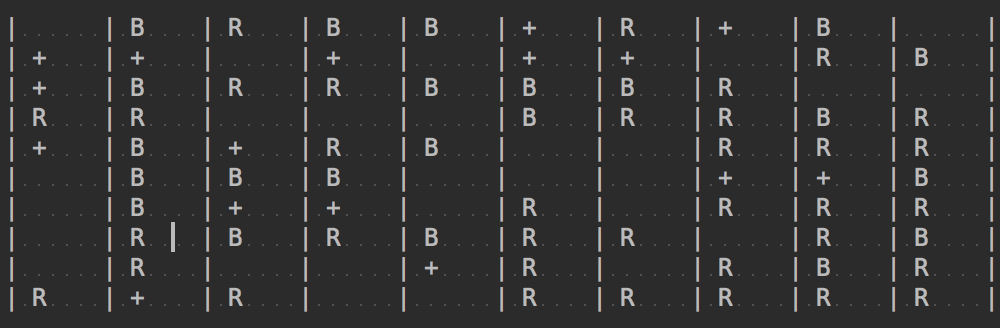 | | B | R | B | B | + | R | + | B | |
| + | + | | + | | + | + | | R | B |
| + | B | R | R | B | B | B | R | | |
| R | R | | | | B | R | R | B | R |
| + | B | + | R | B | | | R | R | R |
| | B | B | B | | | | + | + | B |
| | B | + | + | | R | | R | R | R |
| | R | B | R | B | R | R | | R | B |
| | R | | | + | R | | R | B | R |
| R | + | R | | | R | R | R | R | R |